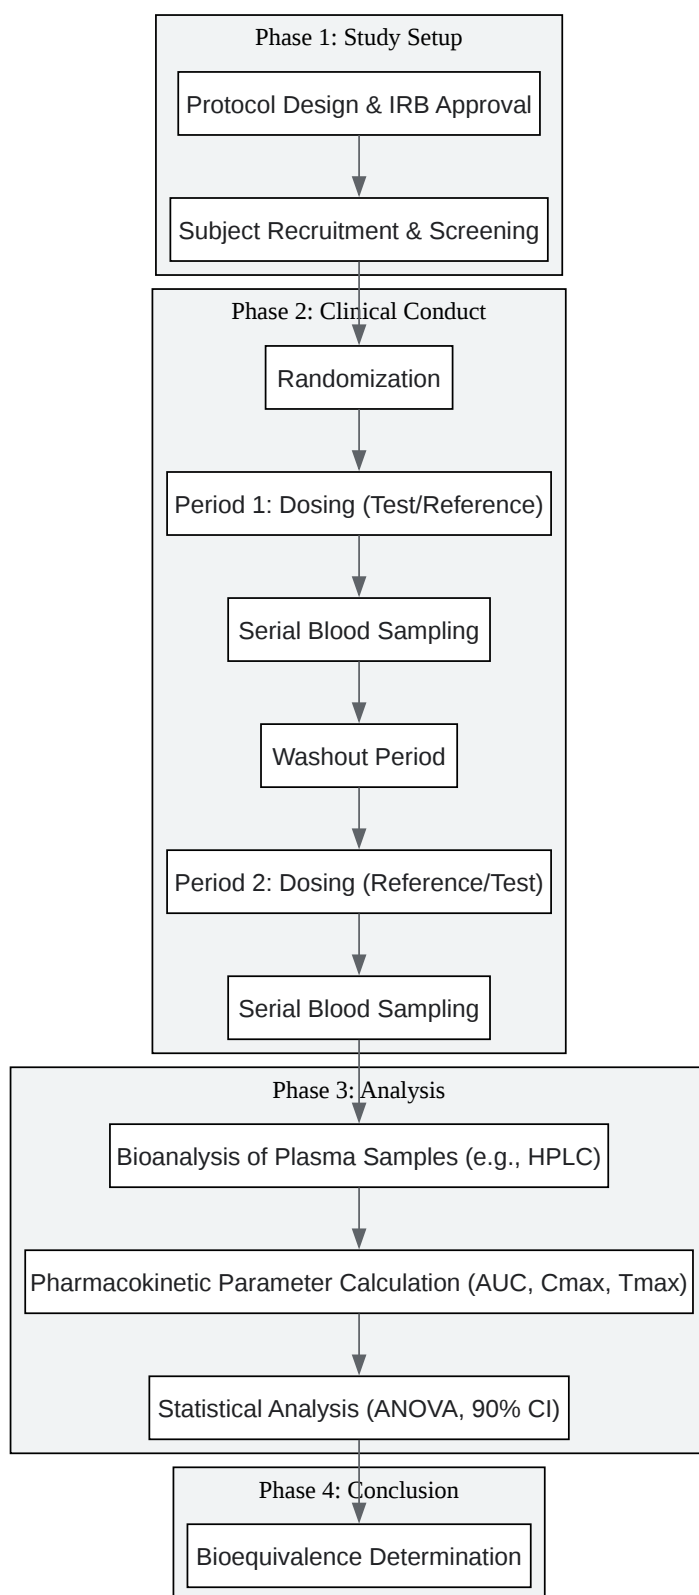 Phase 1: Study Setup
Protocol Design & IRB Approval
Subject Recruitment & Screening
Phase 2: Clinical Conduct
Randomization
Period 1: Dosing (Test/Reference)
Serial Blood Sampling
Washout Period
Period 2: Dosing (Reference/Test)
Serial Blood Sampling
Phase 3: Analysis
Bioanalysis of Plasma Samples (e.g., HPLC)
Pharmacokinetic Parameter Calculation (AUC, Cmax, Tmax)
Statistical Analysis (ANOVA, 90% CI)
Phase 4: Conclusion
Bioequivalence Determination